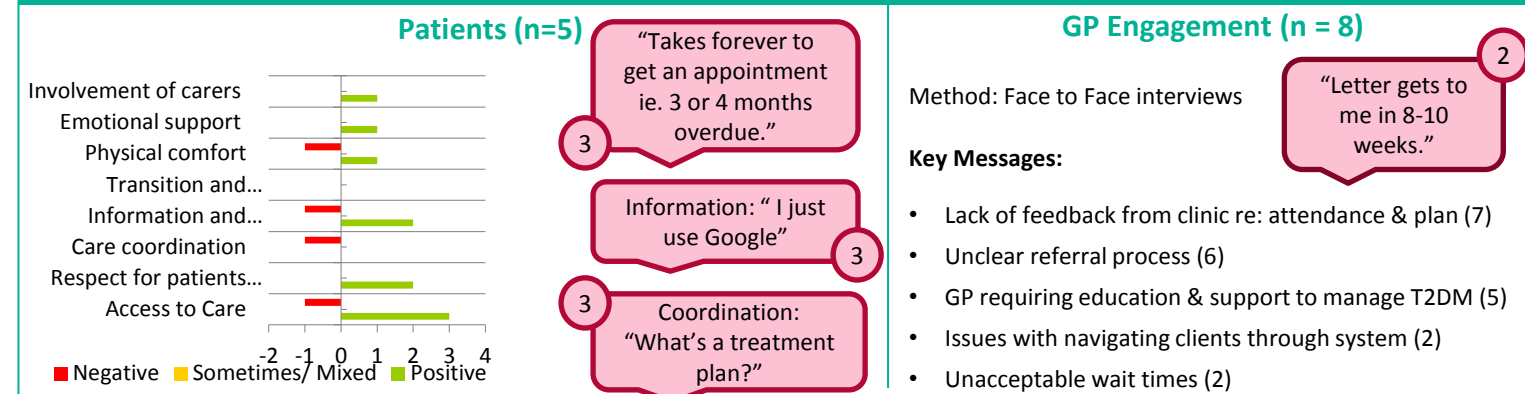 Patients (n=5)
Involvement of carers
Emotional support
Physical comfort
Transition and...
Information and...
Care coordination
Respect for patients...
Access to Care
-2 -1 0 1 2 3 4
Negative Sometimes/ Mixed Positive
“Takes forever to
get an appointment
ie. 3 or 4 months
overdue.”
3
Information: “ I just
use Google”
3
3
Coordination:
“What’s a treatment
plan?”
GP Engagement (n = 8)
Method: Face to Face interviews
2
“Letter gets to
me in 8-10
weeks.”
Key Messages:
• Lack of feedback from clinic re: attendance & plan (7)
• Unclear referral process (6)
• GP requiring education & support to manage T2DM (5)
• Issues with navigating clients through system (2)
• Unacceptable wait times (2)